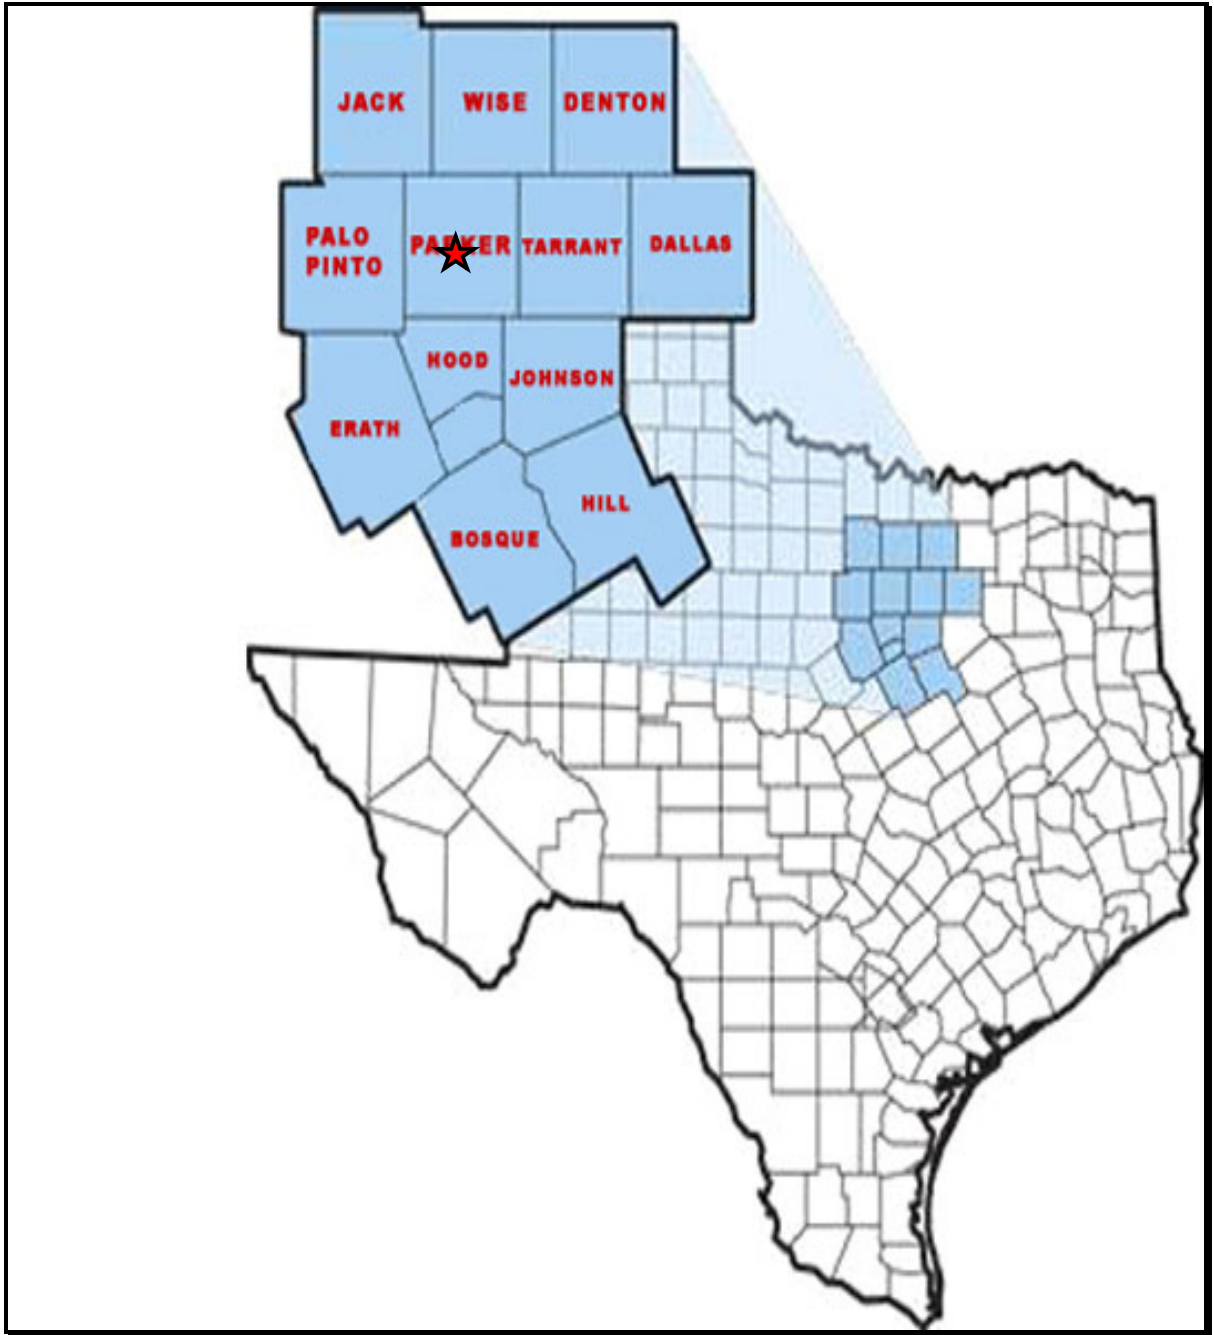 JACK
WISE
DENTON
PALO
PINTO
PARKER
TARRANT
DALLAS
HOOD
JOHNSON
ERATH
HILL
BOSQUE